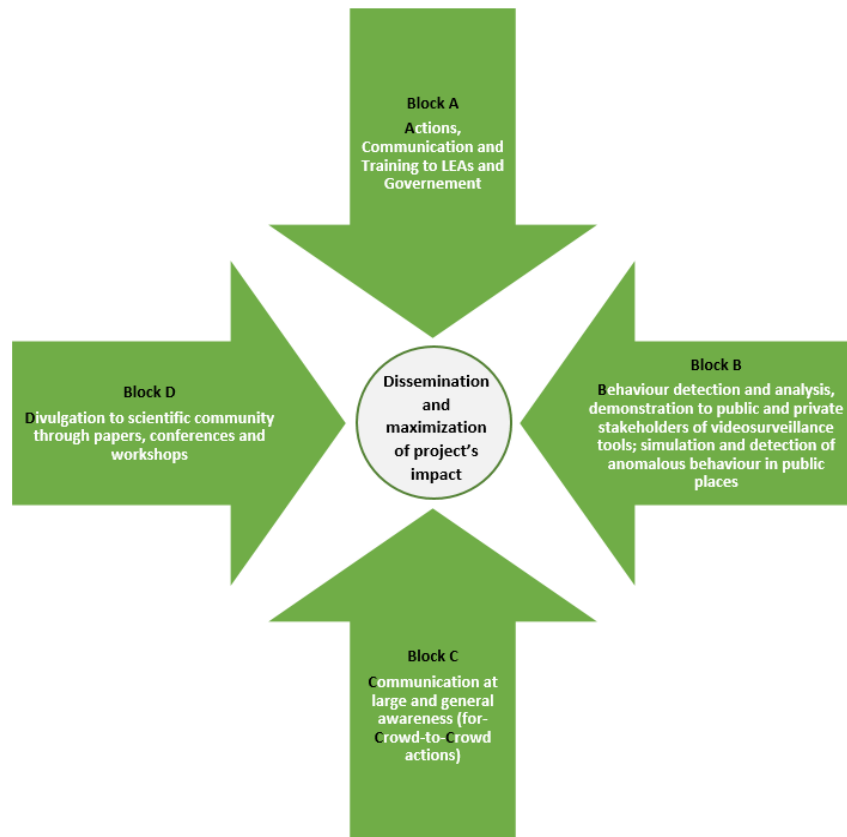 Block A
Actions,
Communication and
Training to LEAs and
Governement
Block D
Divulgation to scientific community
through papers, conferences and
workshops
Dissemination
and
maximization
of project's
impact
Block B
Behaviour detection and analysis,
demonstration to public and private
stakeholders of videosurveillance
tools; simulation and detection of
anomalous behaviour in public
places
Block C
Communication at
large and general
awareness (for-
Crowd-to-Crowd
actions)